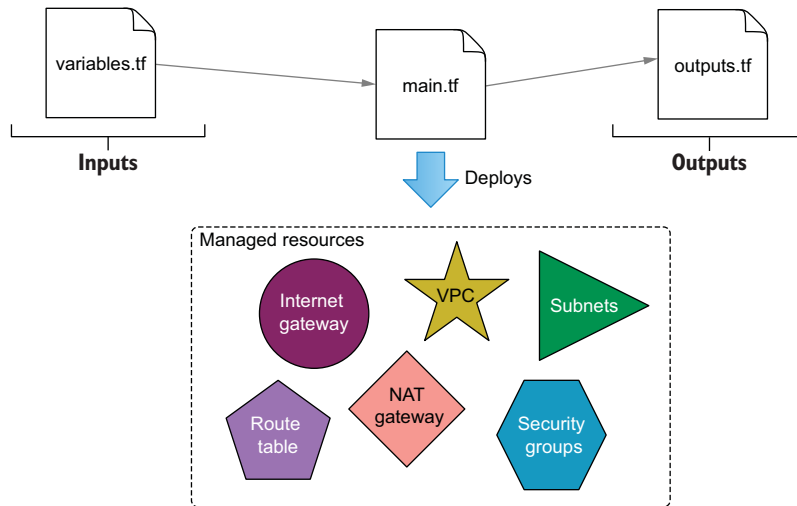 variables.tf
main.tf
outputs.tf
Inputs
Deploys
Outputs
Managed resources
Internet
gateway
VPC
Subnets
Route
table
NAT
gateway
Security
groups